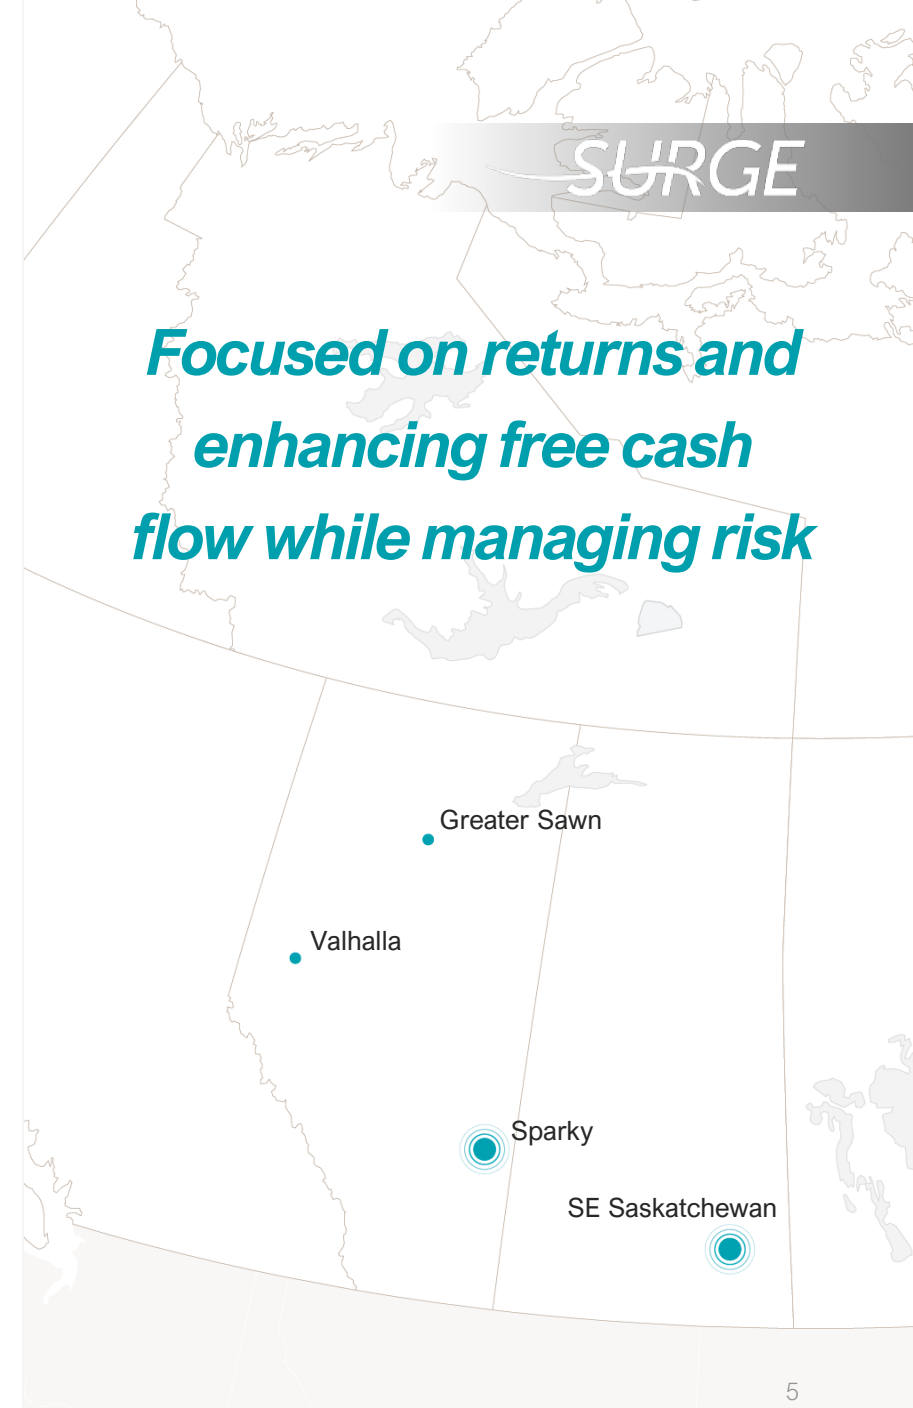 SURGE
Focused on returns and
enhancing free cash
flow while managing risk
Greater Sawn
Valhalla
Sparky
SE Saskatchewan
5